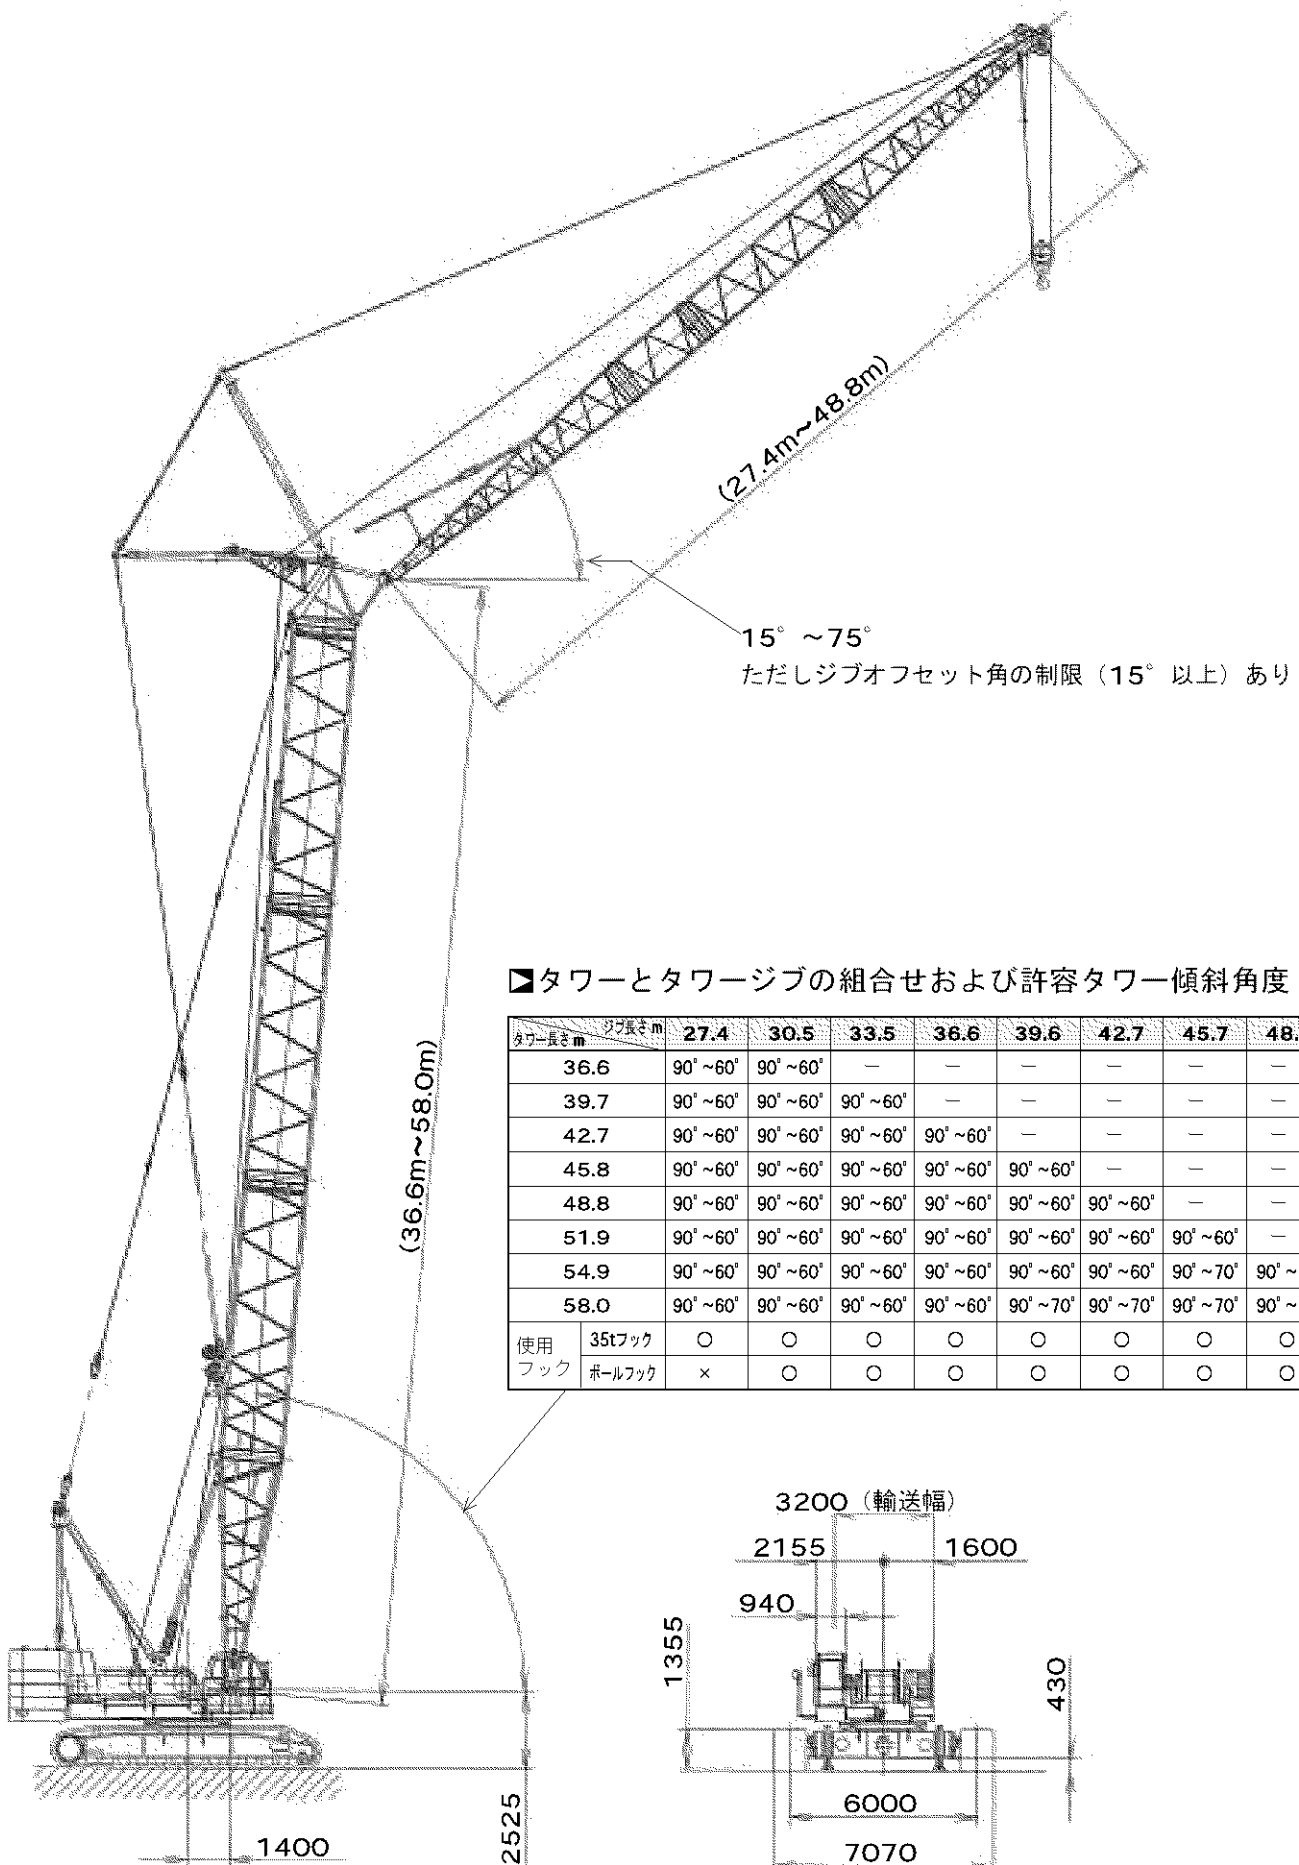 (27.4m~48.8m)
15° ~75°
ただしジブオフセット角の制限（15° 以上）あり
(36.6m~58.0m)
▶タワーとタワージブの組合せおよび許容タワー傾斜角度
タワー長さ m ジブ長さ m 27.4 30.5 33.5 36.6 39.6 42.7 45.7 48.
36.6 90°~60° 90°~60° — — — — — —
39.7 90°~60° 90°~60° 90°~60° — — — — —
42.7 90°~60° 90°~60° 90°~60° 90°~60° — — — —
45.8 90°~60° 90°~60° 90°~60° 90°~60° 90°~60° — — —
48.8 90°~60° 90°~60° 90°~60° 90°~60° 90°~60° 90°~60° — —
51.9 90°~60° 90°~60° 90°~60° 90°~60° 90°~60° 90°~60° 90°~60° —
54.9 90°~60° 90°~60° 90°~60° 90°~60° 90°~60° 90°~60° 90°~70° 90°~
58.0 90°~60° 90°~60° 90°~60° 90°~60° 90°~70° 90°~70° 90°~70° 90°~
使用フック 35tフック ○ ○ ○ ○ ○ ○ ○ ○
ボールフック × ○ ○ ○ ○ ○ ○ ○
3200（輸送幅）
2155 1600
940
1355
430
6000
7070
1400
2525